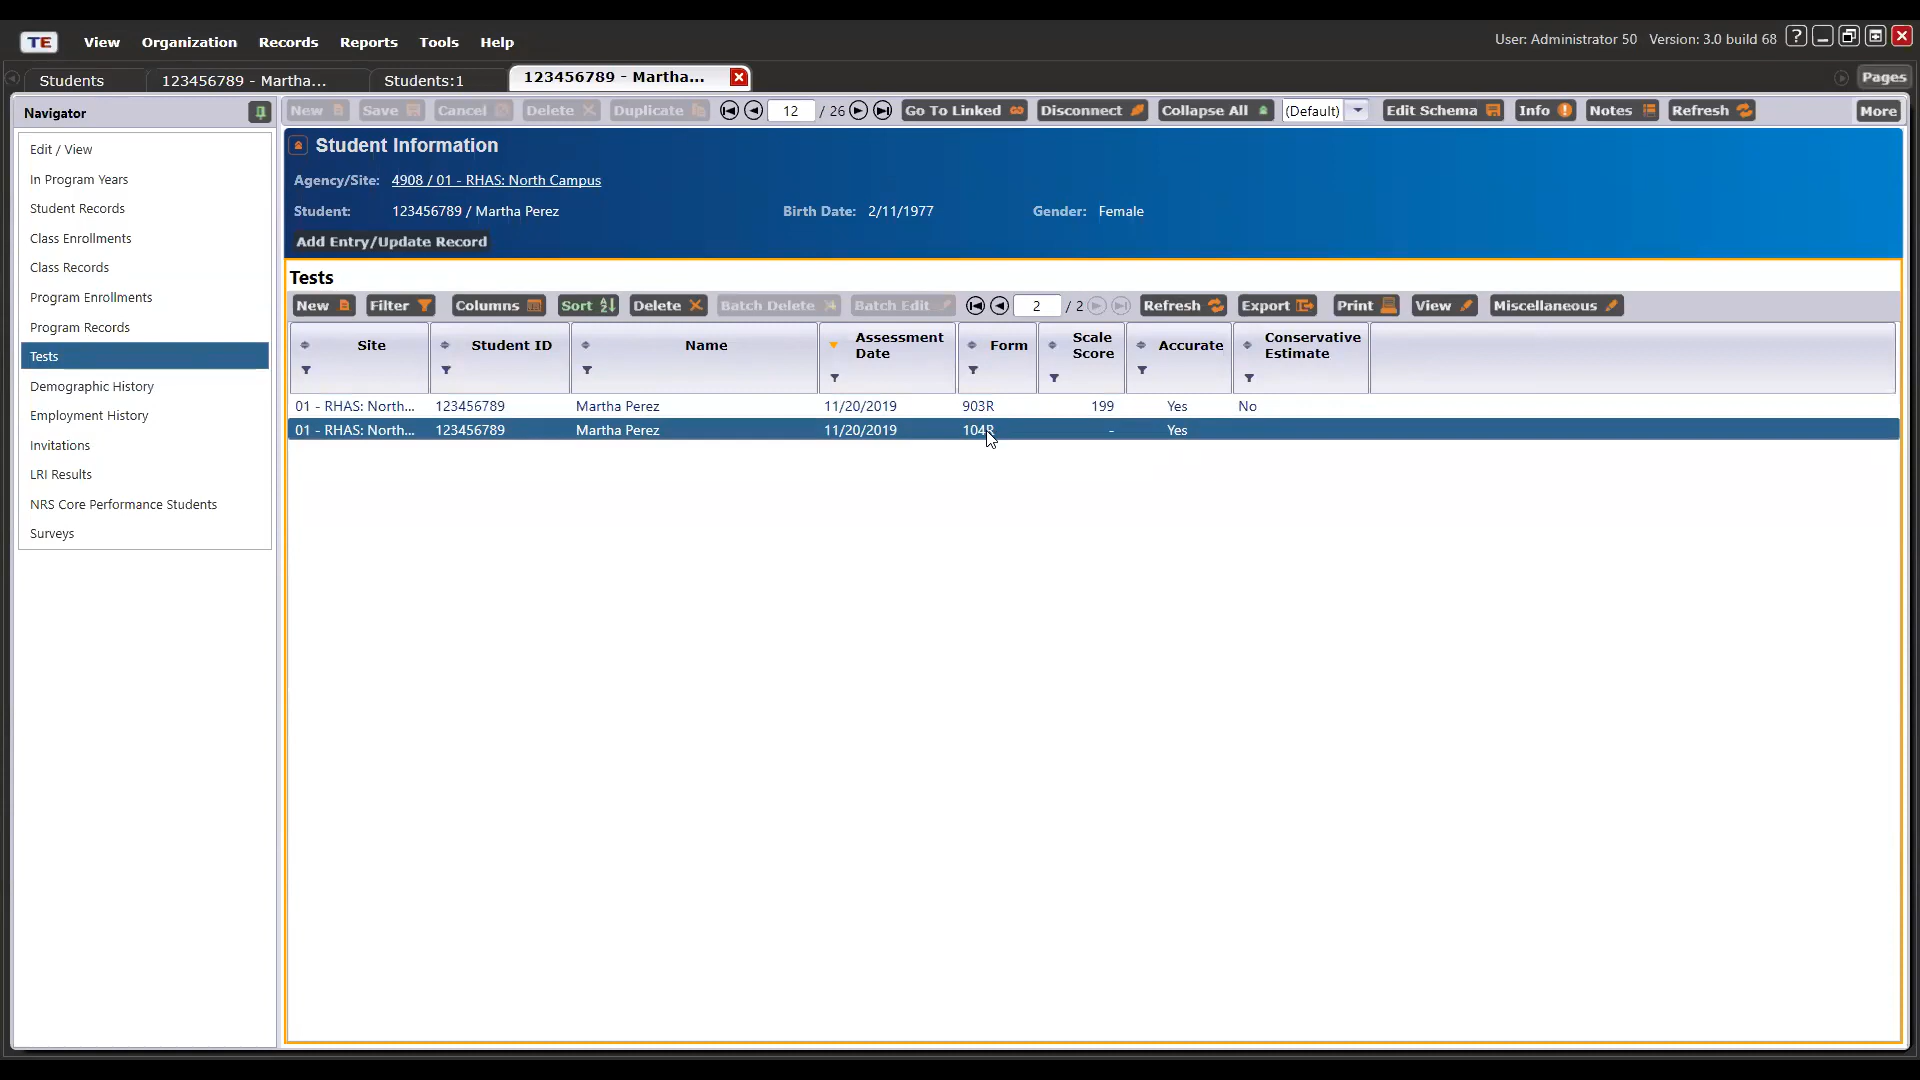 TE View Organization Records Reports Tools Help User: Administrator 50 Version: 3.0 build 68 ?
Students 123456789 - Martha... Students:1 123456789 - Martha... Pages
Navigator New Save Cancel Delete Duplicate 12 / 26 Go To Linked Disconnect Collapse All (Default) Edit Schema Info Notes Refresh More
Edit / View
In Program Years
Student Records
Class Enrollments
Class Records
Program Enrollments
Program Records
Tests
Demographic History
Employment History
Invitations
LRI Results
NRS Core Performance Students
Surveys
Student Information
Agency/Site: 4908 / 01 - RHAS: North Campus
Student: 123456789 / Martha Perez Birth Date: 2/11/1977 Gender: Female
Add Entry/Update Record
Tests
New Filter Columns Sort Delete Batch Delete Batch Edit 2 / 2 Refresh Export Print View Miscellaneous
Site Student ID Name Assessment Date Form Scale Score Accurate Conservative Estimate
01 - RHAS: North... 123456789 Martha Perez 11/20/2019 903R 199 Yes No
01 - RHAS: North... 123456789 Martha Perez 11/20/2019 104R - Yes